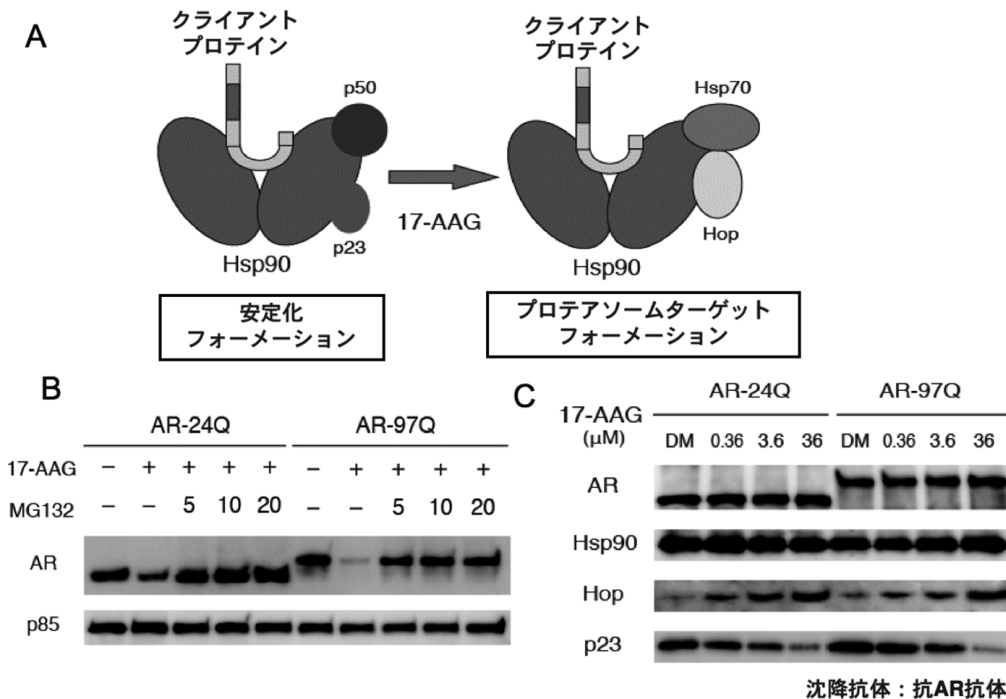 A
クライアント
プロテイン
p50
p23
Hsp90
安定化
フォーメーション
17-AAG
クライアント
プロテイン
Hsp70
Hop
Hsp90
プロテアソームターゲット
フォーメーション
B
AR-24Q AR-97Q
17-AAG – + + + + – + + + +
MG132 – – 5 10 20 – – 5 10 20
AR
p85
C
AR-24Q AR-97Q
17-AAG
(μM) DM 0.36 3.6 36 DM 0.36 3.6 36
AR
Hsp90
Hop
p23
沈降抗体：抗AR抗体